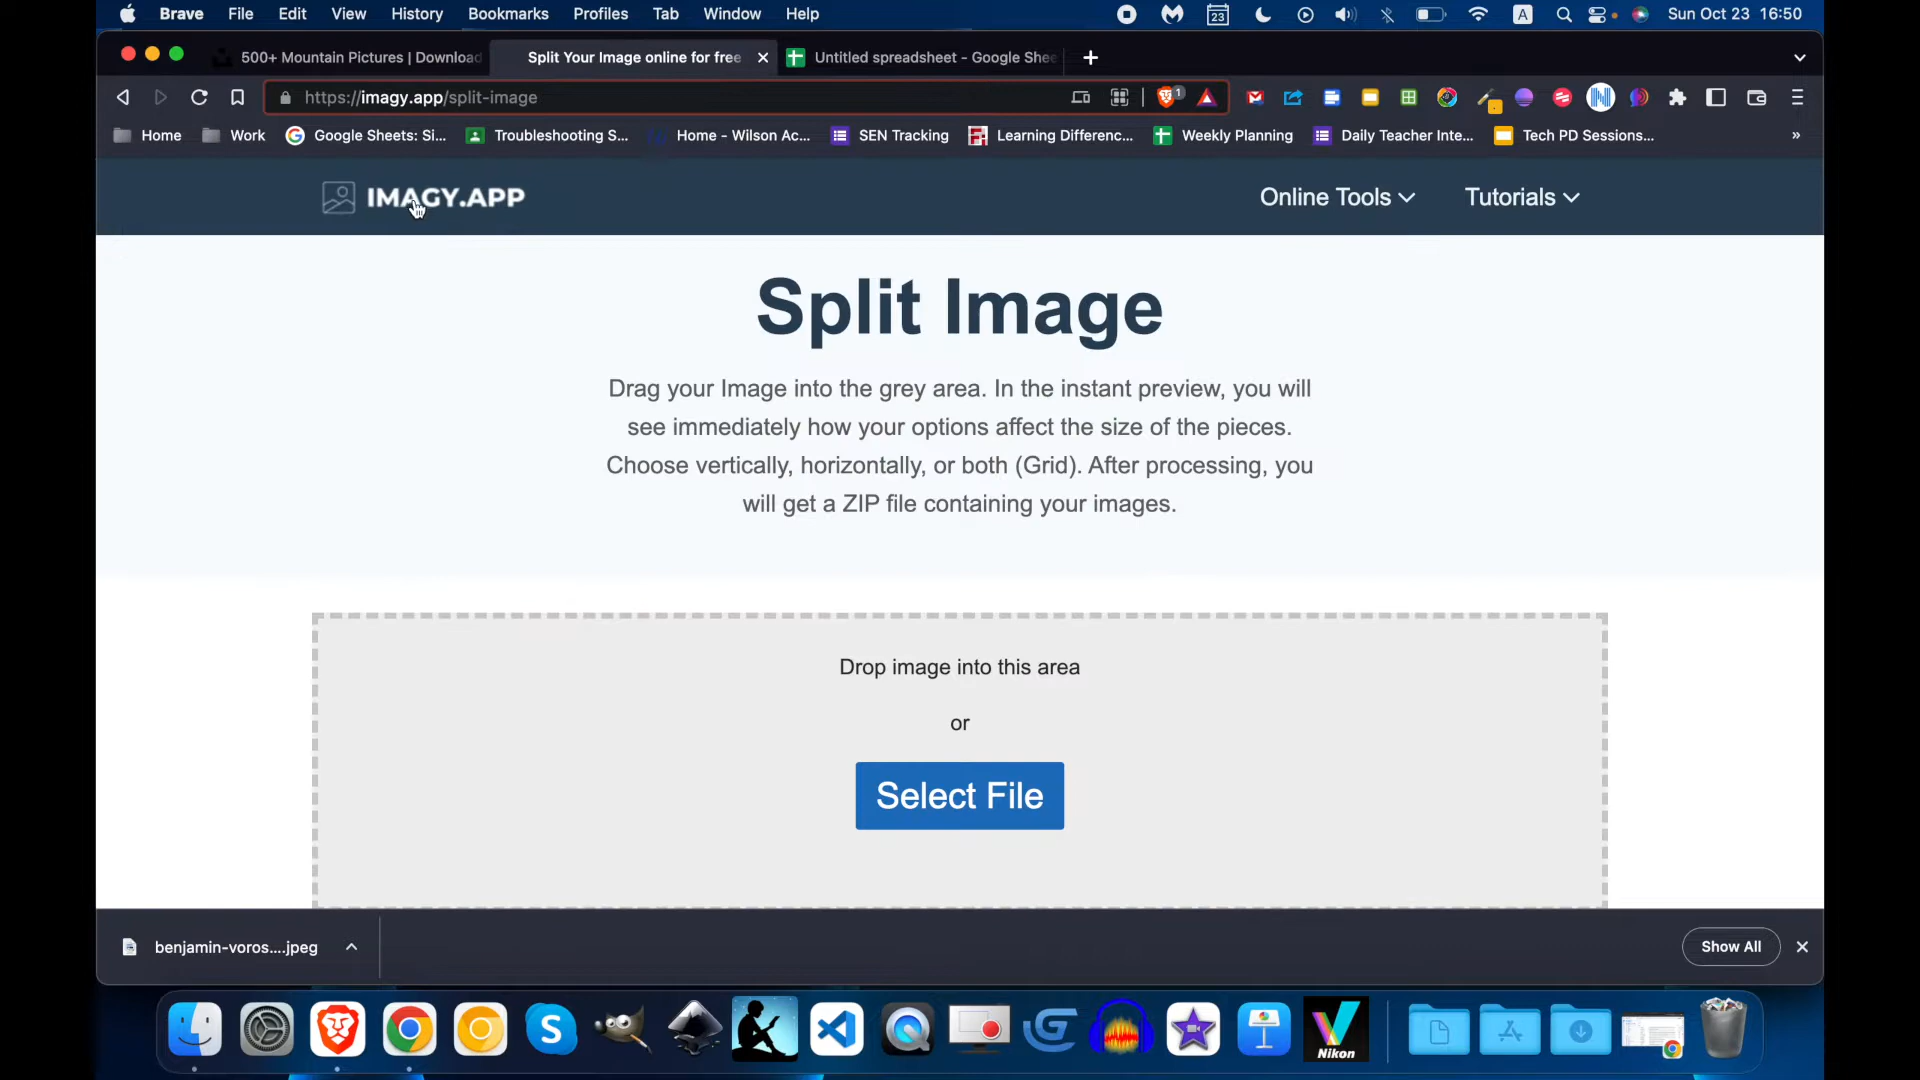 Brave File Edit View History Bookmarks Profiles Tab Window Help 23 A Sun Oct 23 16:50
500+ Mountain Pictures | Download Split Your Image online for free Untitled spreadsheet - Google Shee
https://imagy.app/split-image 1
Home Work Google Sheets: Si... Troubleshooting S... Home - Wilson Ac... SEN Tracking Learning Differenc... Weekly Planning Daily Teacher Inte... Tech PD Sessions... »
IMAGY.APP Online Tools Tutorials
Split Image
Drag your Image into the grey area. In the instant preview, you will
see immediately how your options affect the size of the pieces.
Choose vertically, horizontally, or both (Grid). After processing, you
will get a ZIP file containing your images.
Drop image into this area
or
Select File
benjamin-voros....jpeg Show All
Nikon